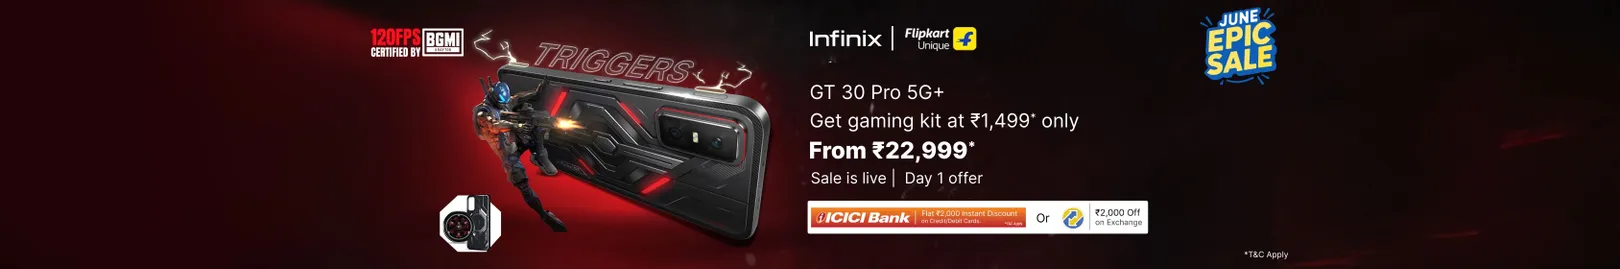 120FPS
CERTIFIED BY
BGMI
TRIGGERS
Infinix
Flipkart
Unique
JUNE
EPIC
SALE
GT 30 Pro 5G+
Get gaming kit at ₹1,499* only
From ₹22,999*
Sale is live | Day 1 offer
ICICI Bank
Flat ₹2,000 Instant Discount
on Credit/Debit Cards.
Or
₹2,000 Off
on Exchange
*T&C Apply